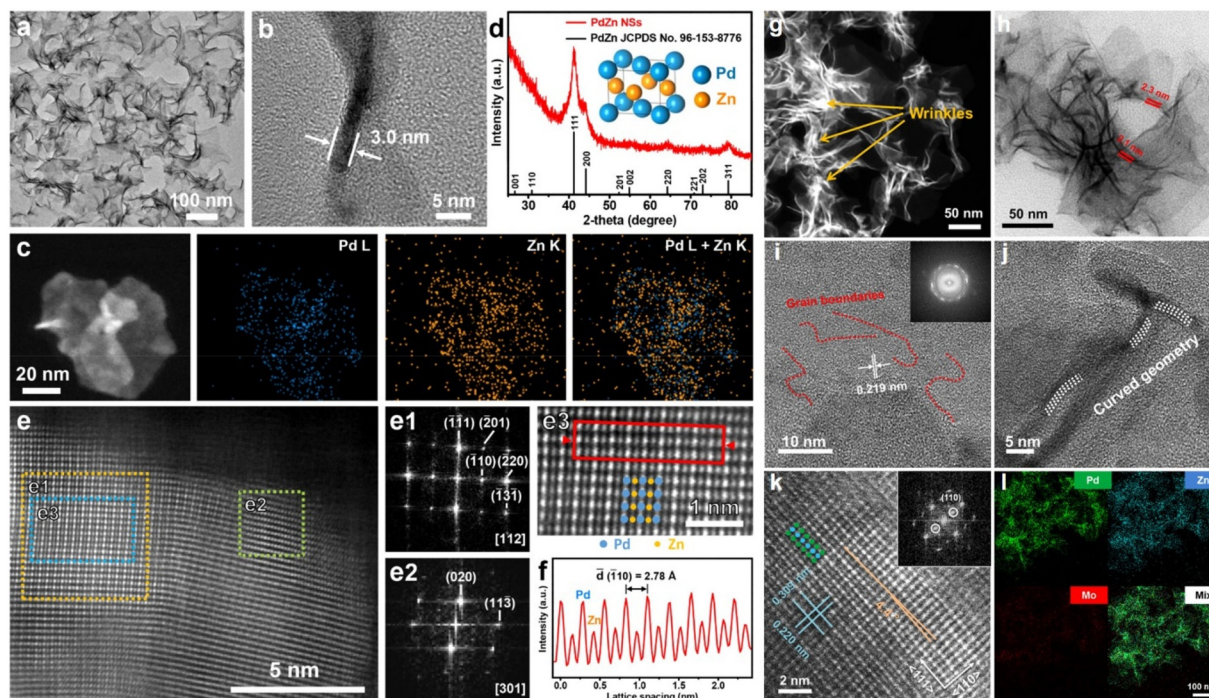 a
100 nm
b
3.0 nm
5 nm
d
PdZn NSs
PdZn JCPDS No. 96-153-8776
Pd
Zn
Intensity (a.u.)
001
110
111
200
201
002
220
221
202
311
30 40 50 60 70 80
2-theta (degree)
g
Wrinkles
50 nm
h
2.3 nm
50 nm
c
20 nm
Pd L
Zn K
Pd L + Zn K
i
Grain boundaries
0.219 nm
10 nm
j
Curved geometry
5 nm
e
e1
e3
e2
5 nm
e1
(1̄11) (2̄01)
(1̄10) (2̄20)
(1̄3̄1)
[112]
e2
(020)
(113̄)
[301]
e3
1 nm
Pd Zn
f
d̄ (1̄10) = 2.78 Å
Pd
Zn
Intensity (a.u.)
0.0 0.5 1.0 1.5 2.0
Lattice spacing (nm)
k
(110)
0.220 nm
2 nm
l
Pd
Zn
Mo
Mix
100 nm